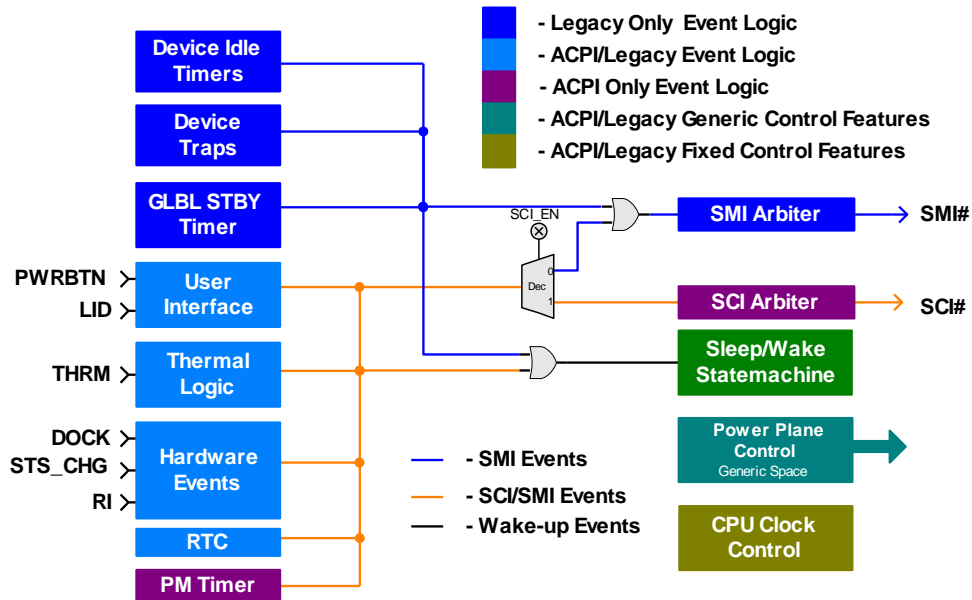 Device Idle
Timers
Device
Traps
GLBL STBY
Timer
PWRBTN
LID
User
Interface
THRM
Thermal
Logic
DOCK
STS_CHG
RI
Hardware
Events
RTC
PM Timer
- Legacy Only Event Logic
- ACPI/Legacy Event Logic
- ACPI Only Event Logic
- ACPI/Legacy Generic Control Features
- ACPI/Legacy Fixed Control Features
SCI_EN
Dec
0
1
SMI Arbiter
SMI#
SCI Arbiter
SCI#
Sleep/Wake
Statemachine
Power Plane
Control
Generic Space
CPU Clock
Control
- SMI Events
- SCI/SMI Events
- Wake-up Events